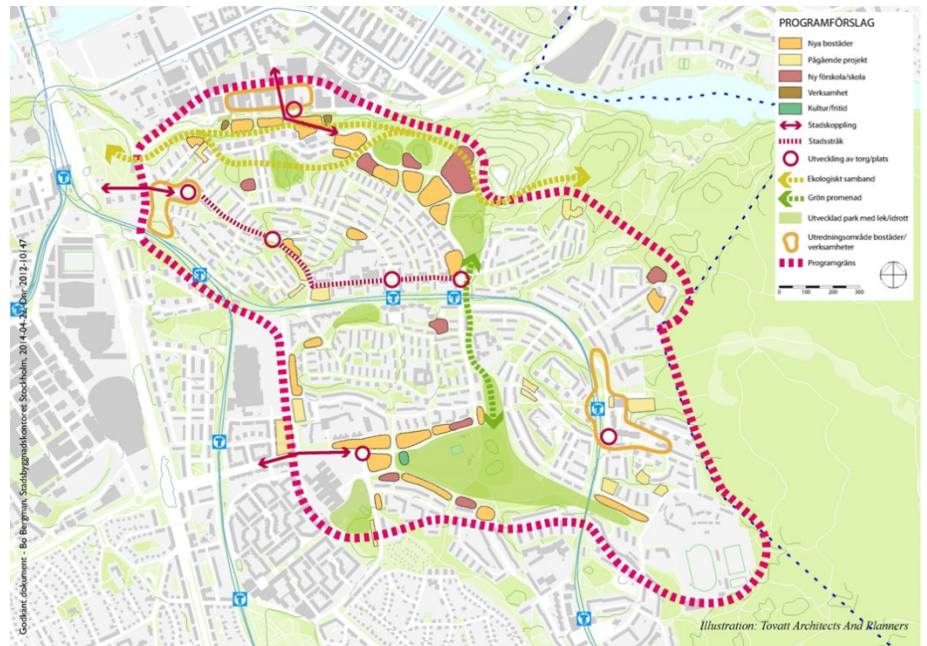 PROGRAMFÖRSLAG
Nya bostäder
Pågående projekt
Ny förskola/skola
Verksamhet
Kultur/fritid
Stadskoppling
Stadsstråk
Utveckling av torg/plats
Ekologiskt samband
Grön promenad
Utvecklad park med lek/idrott
Utredningsområde bostäder/
verksamheter
Programgräns
0 100 200 300
T
T
T
T
T
T
T
T
Godkänt dokument - Bo Bergman, Stadsbyggnadskontoret Stockholm, 2014-04-22, Dnr 2012-10147
Illustration: Tovatt Architects And Planners